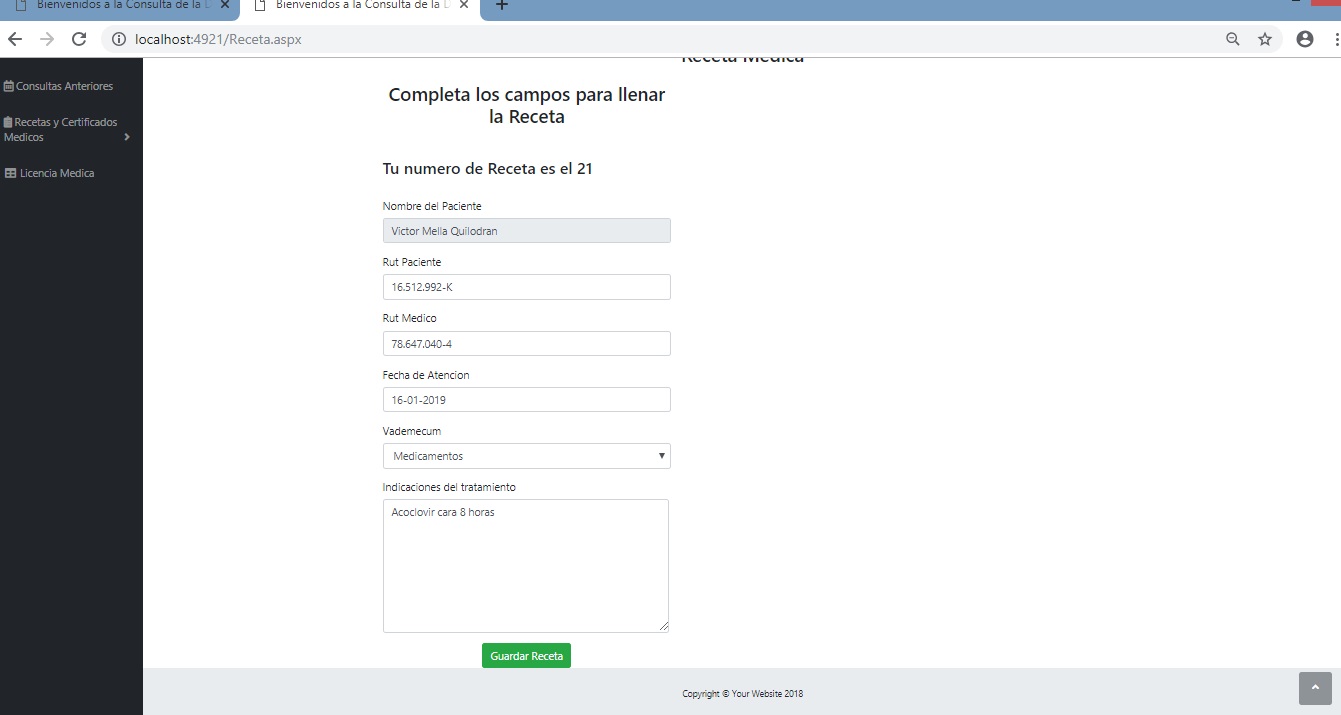 Bienvenidos a la Consulta de la D
Bienvenidos a la Consulta de la D
localhost:4921/Receta.aspx
Receta Medica
Consultas Anteriores
Recetas y Certificados
Medicos
Licencia Medica
Completa los campos para llenar
la Receta
Tu numero de Receta es el 21
Nombre del Paciente
Victor Mella Quilodran
Rut Paciente
16.512.992-K
Rut Medico
78.647.040-4
Fecha de Atencion
16-01-2019
Vademecum
Medicamentos
Indicaciones del tratamiento
Acoclovir cara 8 horas
Guardar Receta
Copyright © Your Website 2018